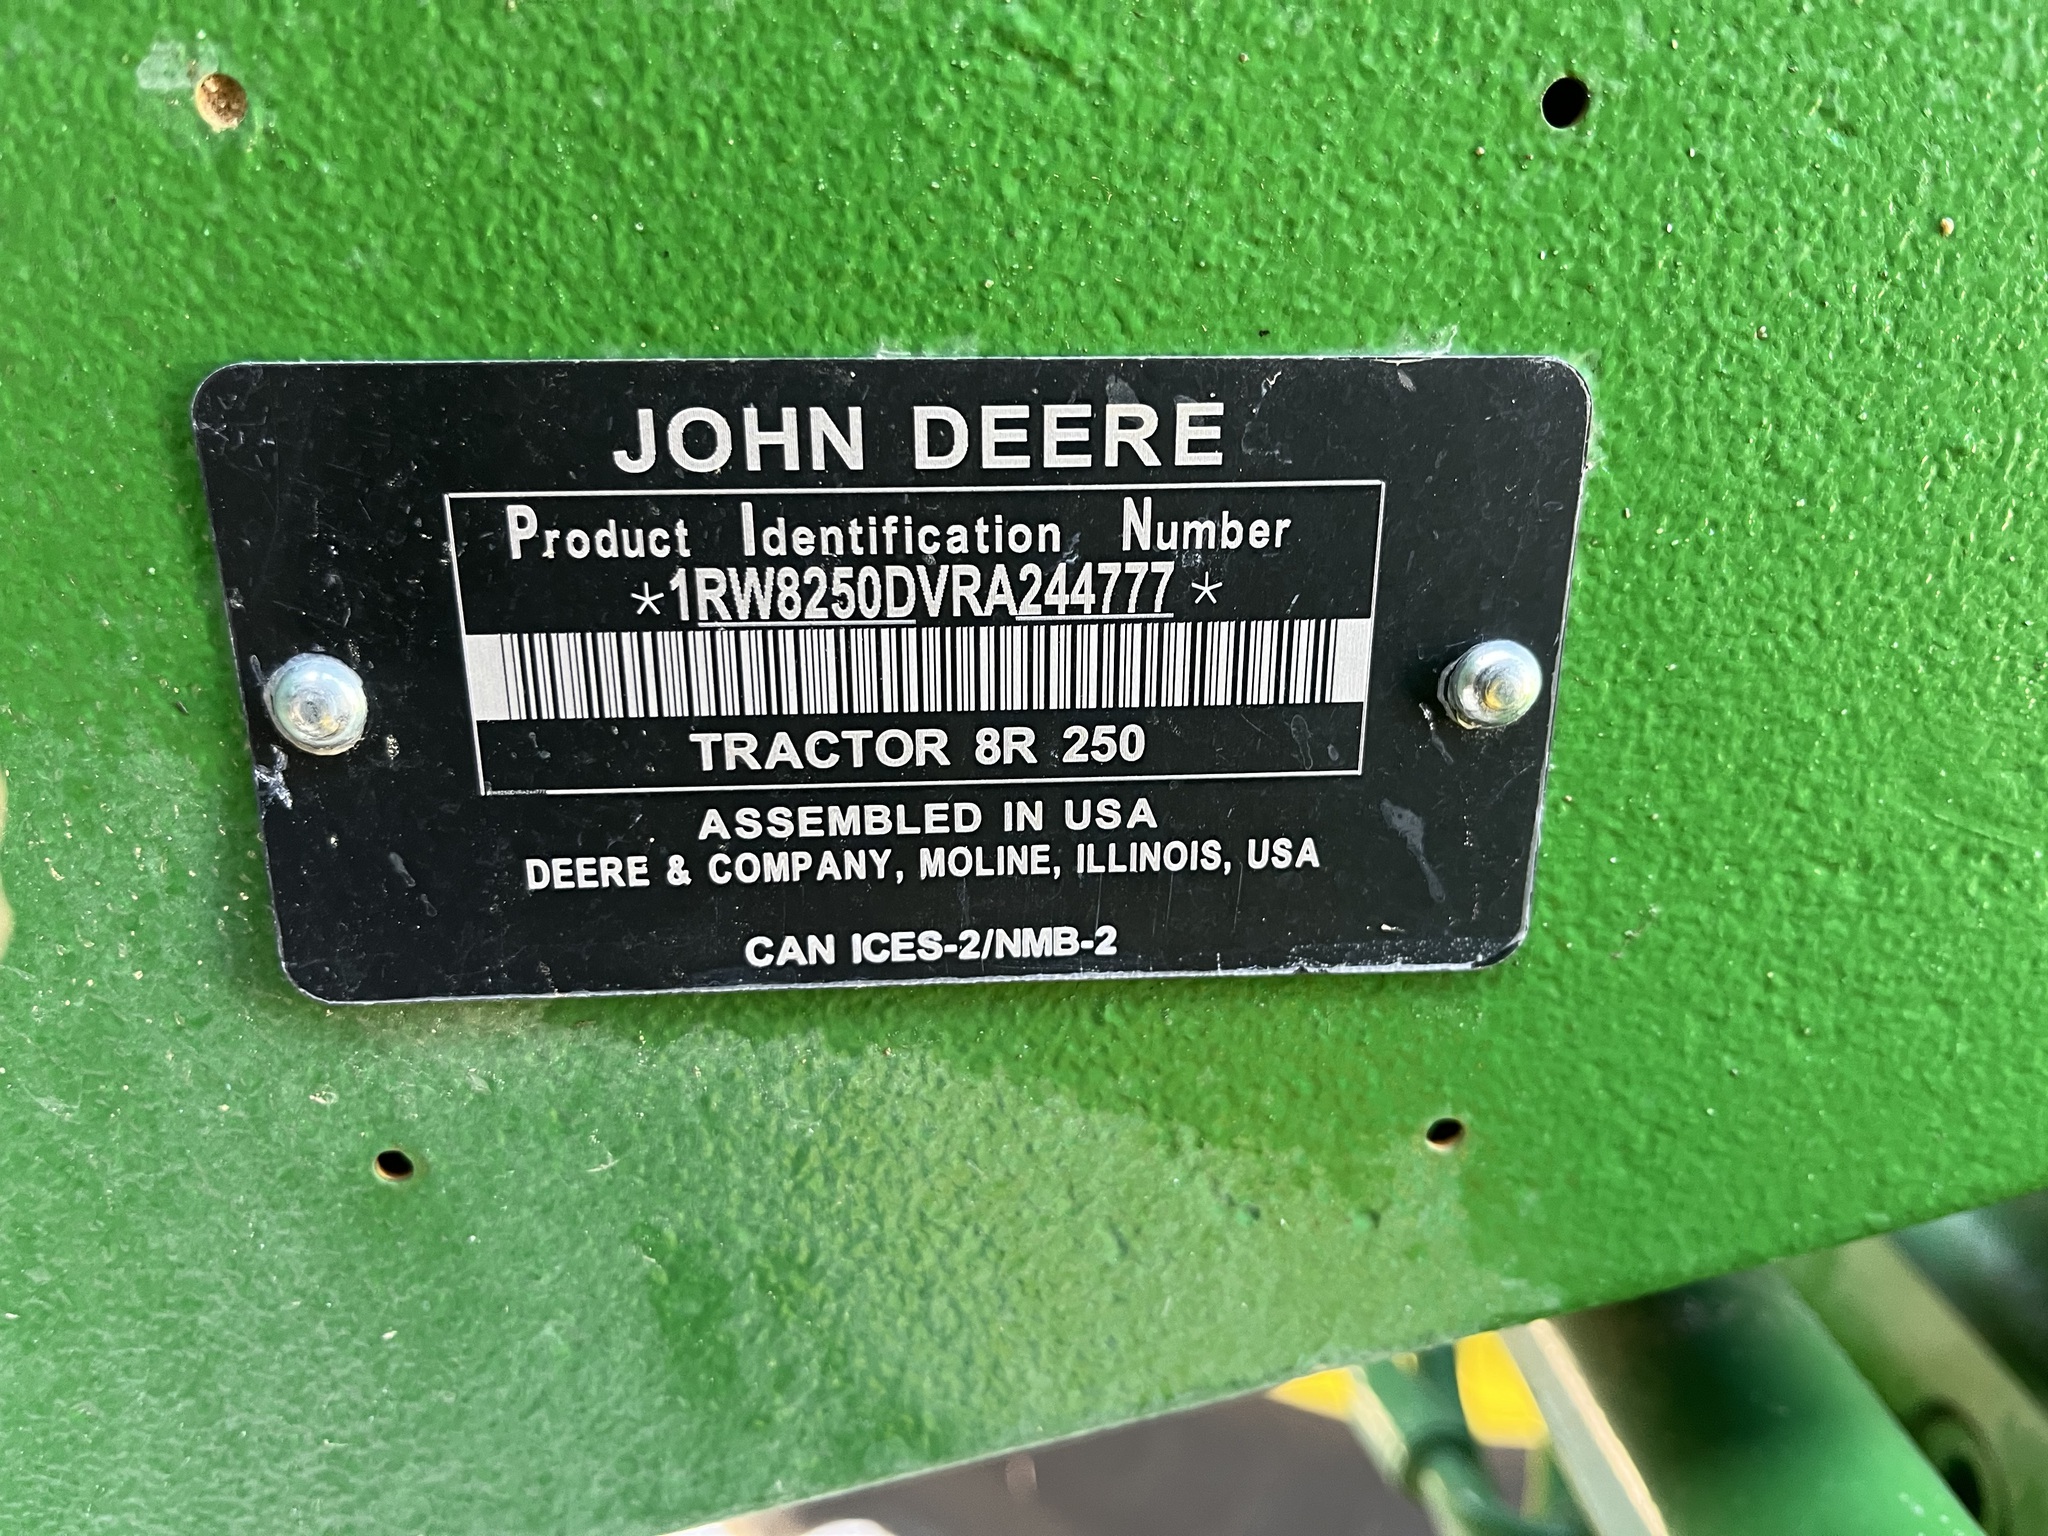 JOHN DEERE
Product Identification Number
*1RW8250DVRA244777*
TRACTOR 8R 250
ASSEMBLED IN USA
DEERE & COMPANY, MOLINE, ILLINOIS, USA
CAN ICES-2/NMB-2